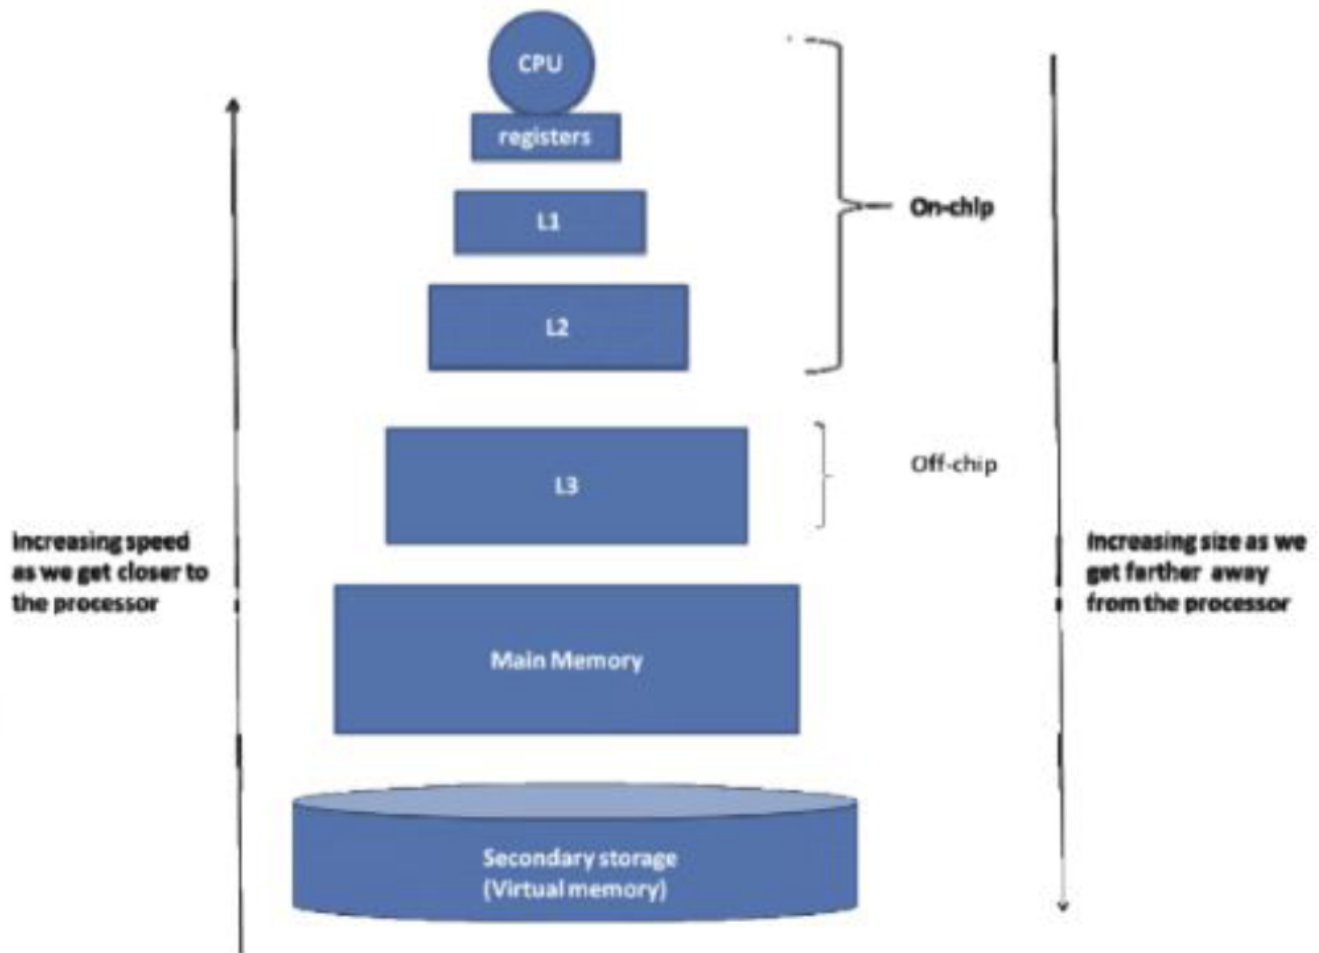 CPU
registers
L1
On-chip
L2
L3
Off-chip
Increasing speed
as we get closer to
the processor
Increasing size as we
get farther away
from the processor
Main Memory
Secondary storage
(Virtual memory)